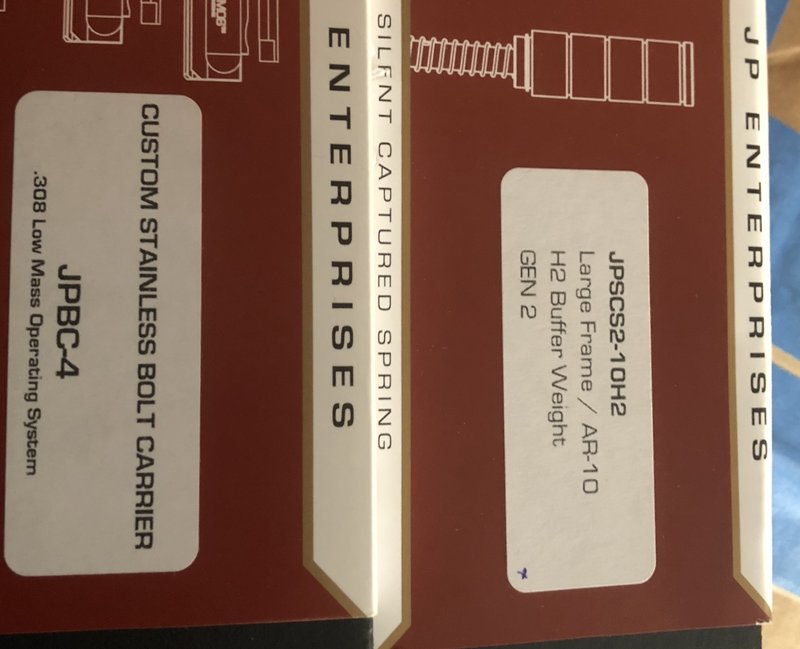 MOS™
CUSTOM STAINLESS BOLT CARRIER
JPBC-4
.308 Low Mass Operating System
ENTERPRISES
SILENT CAPTURED SPRING
JPSCS2-10H2
Large Frame / AR-10
H2 Buffer Weight
GEN 2
JP ENTERPRISES